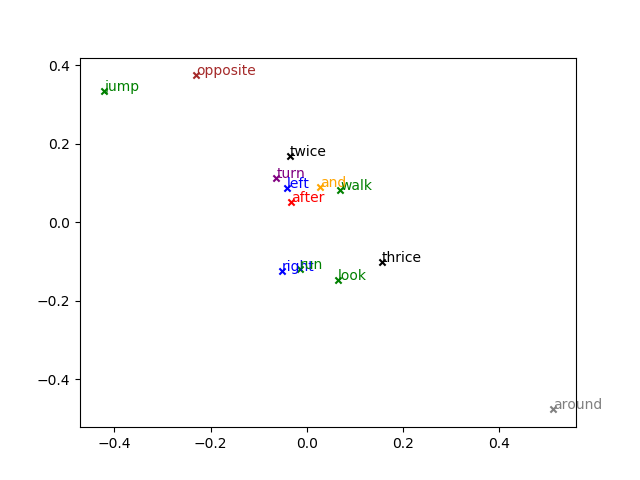 0.4
opposite
jump
0.2
twice
turn
left
and
walk
after
0.0
right
run
thrice
look
−0.2
−0.4
around
−0.4
−0.2
0.0
0.2
0.4